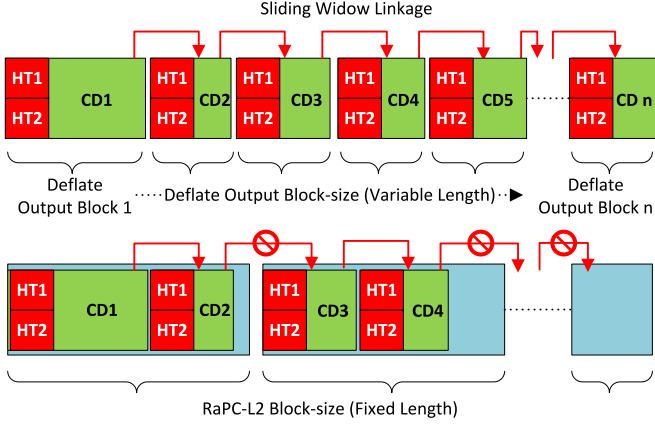 Sliding Widow Linkage
HT1 HT1 HT1 HT1 HT1 HT1
CD1 CD2 CD3 CD4 CD5 CD n
HT2 HT2 HT2 HT2 HT2 HT2
Deflate Output Block 1
Deflate Output Block-size (Variable Length)
Deflate Output Block n
HT1 HT1 HT1 HT1
CD1 CD2 CD3 CD4
HT2 HT2 HT2 HT2
RaPC-L2 Block-size (Fixed Length)